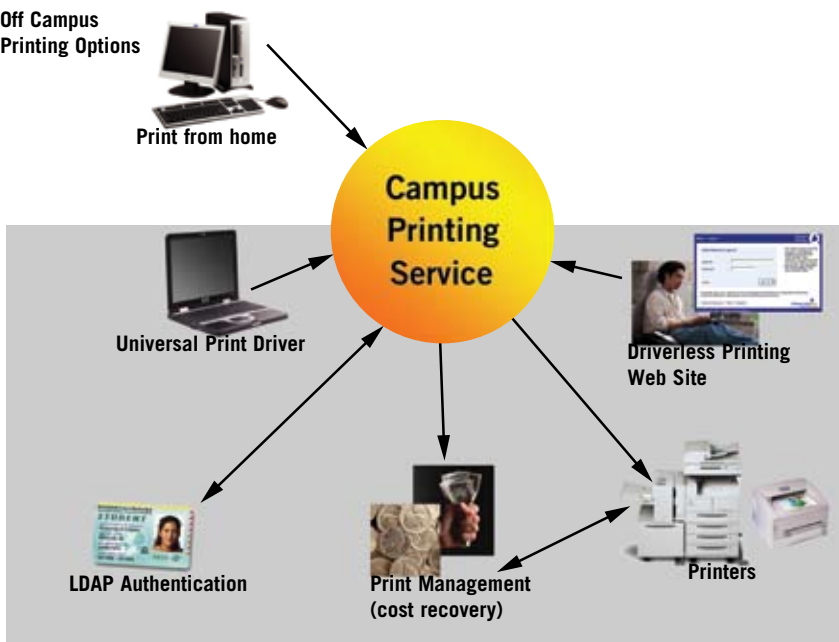 Off Campus
Printing Options
Print from home
Campus
Printing
Service
Universal Print Driver
Driverless Printing
Web Site
STUDENT
LDAP Authentication
Print Management
(cost recovery)
Printers